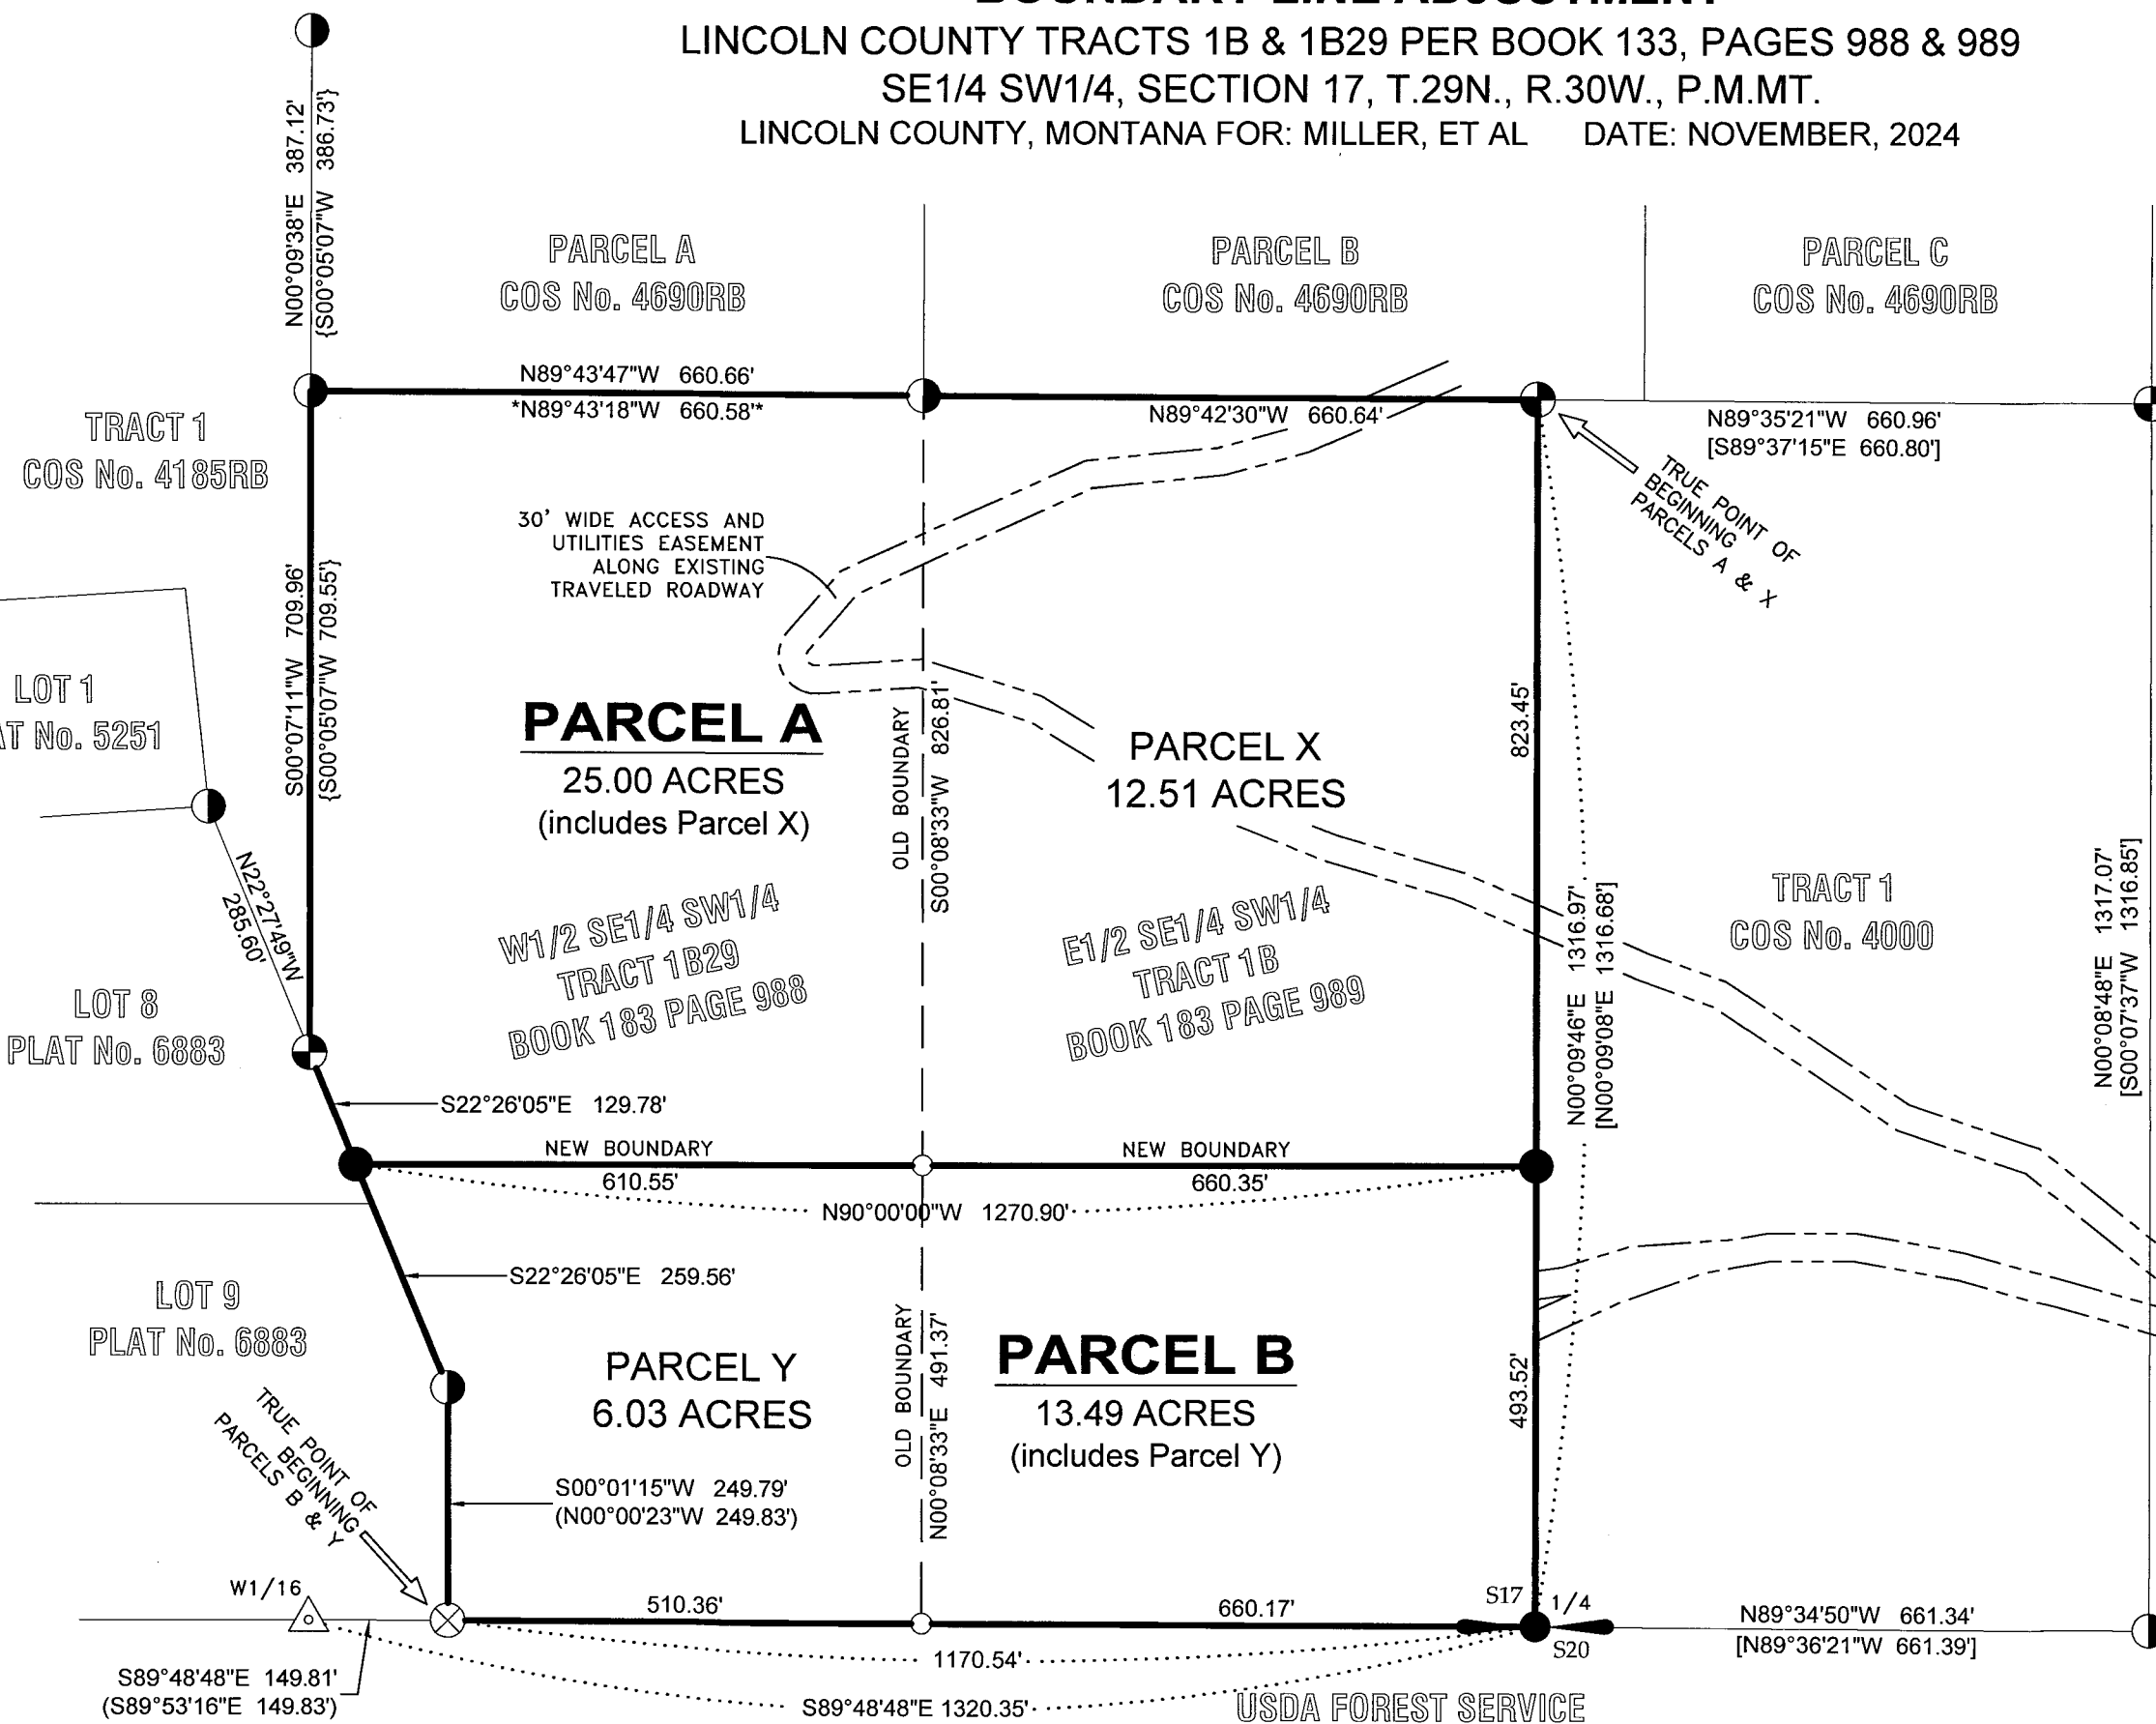 BOUNDARY LINE ADJUSTMENT
LINCOLN COUNTY TRACTS 1B & 1B29 PER BOOK 133, PAGES 988 & 989
SE1/4 SW1/4, SECTION 17, T.29N., R.30W., P.M.MT.
LINCOLN COUNTY, MONTANA FOR: MILLER, ET AL DATE: NOVEMBER, 2024
N00°09'38"E 387.12'
{S00°05'07"W 386.73'}
PARCEL A
COS No. 4690RB
PARCEL B
COS No. 4690RB
PARCEL C
COS No. 4690RB
N89°43'47"W 660.66'
*N89°43'18"W 660.58'*
N89°42'30"W 660.64'
N89°35'21"W 660.96'
[S89°37'15"E 660.80']
TRUE POINT OF
BEGINNING
PARCELS A & X
TRACT 1
COS No. 4185RB
30' WIDE ACCESS AND
UTILITIES EASEMENT
ALONG EXISTING
TRAVELED ROADWAY
S00°07'11"W 709.96'
{S00°05'07"W 709.55'}
LOT 1
AT No. 5251
PARCEL A
25.00 ACRES
(includes Parcel X)
OLD BOUNDARY
S00°08'33"W 826.81'
PARCEL X
12.51 ACRES
823.45'
N22°27'49"W
285.60'
W1/2 SE1/4 SW1/4
TRACT 1B29
BOOK 183 PAGE 988
E1/2 SE1/4 SW1/4
TRACT 1B
BOOK 183 PAGE 989
N00°09'46"E 1316.97'
[N00°09'08"E 1316.68']
TRACT 1
COS No. 4000
N00°08'48"E 1317.07'
[S00°07'37"W 1316.85']
LOT 8
PLAT No. 6883
S22°26'05"E 129.78'
NEW BOUNDARY
610.55'
NEW BOUNDARY
660.35'
N90°00'00"W 1270.90'
S22°26'05"E 259.56'
LOT 9
PLAT No. 6883
PARCEL Y
6.03 ACRES
OLD BOUNDARY
N00°08'33"E 491.37'
PARCEL B
13.49 ACRES
(includes Parcel Y)
493.52'
TRUE POINT OF
BEGINNING
PARCELS B & Y
S00°01'15"W 249.79'
(N00°00'23"W 249.83')
W1/16
510.36'
660.17'
S17
1/4
S20
N89°34'50"W 661.34'
[N89°36'21"W 661.39']
1170.54'
S89°48'48"E 149.81'
(S89°53'16"E 149.83')
S89°48'48"E 1320.35'
USDA FOREST SERVICE